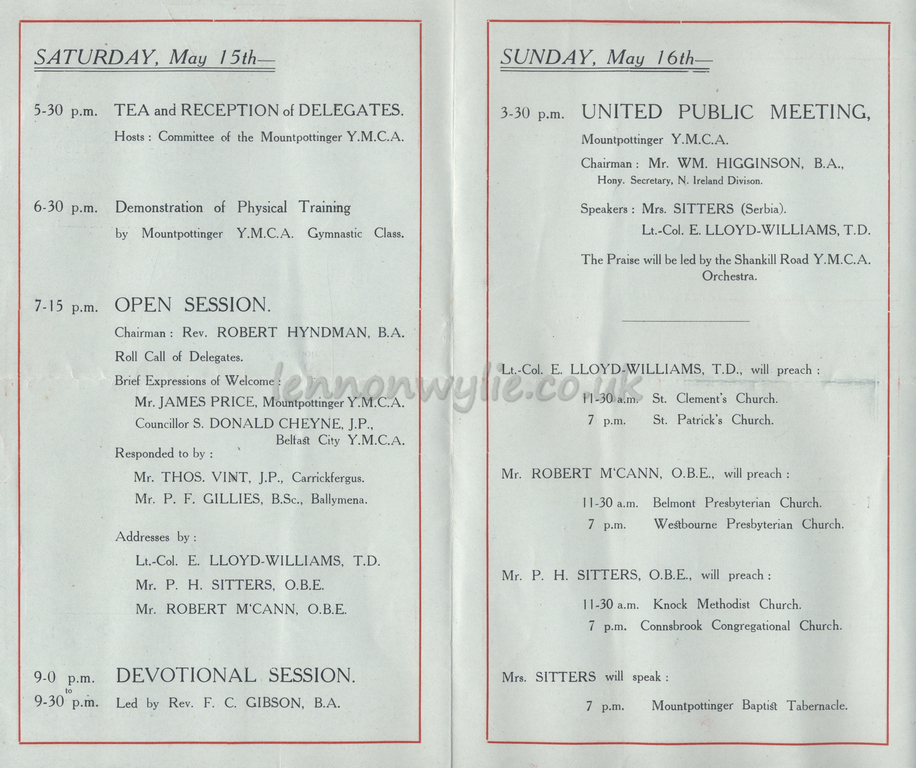 SATURDAY, May 15th—
5-30 p.m. TEA and RECEPTION of DELEGATES.
Hosts : Committee of the Mountpottinger Y.M.C.A.
6-30 p.m. Demonstration of Physical Training
by Mountpottinger Y.M.C.A. Gymnastic Class.
7-15 p.m. OPEN SESSION.
Chairman : Rev. ROBERT HYNDMAN, B.A.
Roll Call of Delegates.
Brief Expressions of Welcome :
Mr. JAMES PRICE, Mountpottinger Y.M.C.A.
Councillor S. DONALD CHEYNE, J.P.,
Belfast City Y.M.C.A.
Responded to by :
Mr. THOS. VINT, J.P., Carrickfergus.
Mr. P. F. GILLIES, B.Sc., Ballymena.
Addresses by :
Lt.-Col. E. LLOYD-WILLIAMS, T.D.
Mr. P. H. SITTERS, O.B.E.
Mr. ROBERT M‘CANN, O.B.E.
9-0 p.m. DEVOTIONAL SESSION.
to
9-30 p.m. Led by Rev. F. C. GIBSON, B.A.
SUNDAY, May 16th—
3-30 p.m. UNITED PUBLIC MEETING,
Mountpottinger Y.M.C.A.
Chairman : Mr. WM. HIGGINSON, B.A.,
Hony. Secretary, N. Ireland Divison.
Speakers : Mrs. SITTERS (Serbia).
Lt.-Col. E. LLOYD-WILLIAMS, T.D.
The Praise will be led by the Shankill Road Y.M.C.A.
Orchestra.
Lt.-Col. E. LLOYD-WILLIAMS, T.D., will preach :
11-30 a.m. St. Clement's Church.
7 p.m. St. Patrick's Church.
Mr. ROBERT M‘CANN, O.B.E., will preach :
11-30 a.m. Belmont Presbyterian Church.
7 p.m. Westbourne Presbyterian Church.
Mr. P. H. SITTERS, O.B.E., will preach :
11-30 a.m. Knock Methodist Church.
7 p.m. Connsbrook Congregational Church.
Mrs. SITTERS will speak :
7 p.m. Mountpottinger Baptist Tabernacle.
lennonwylie.co.uk